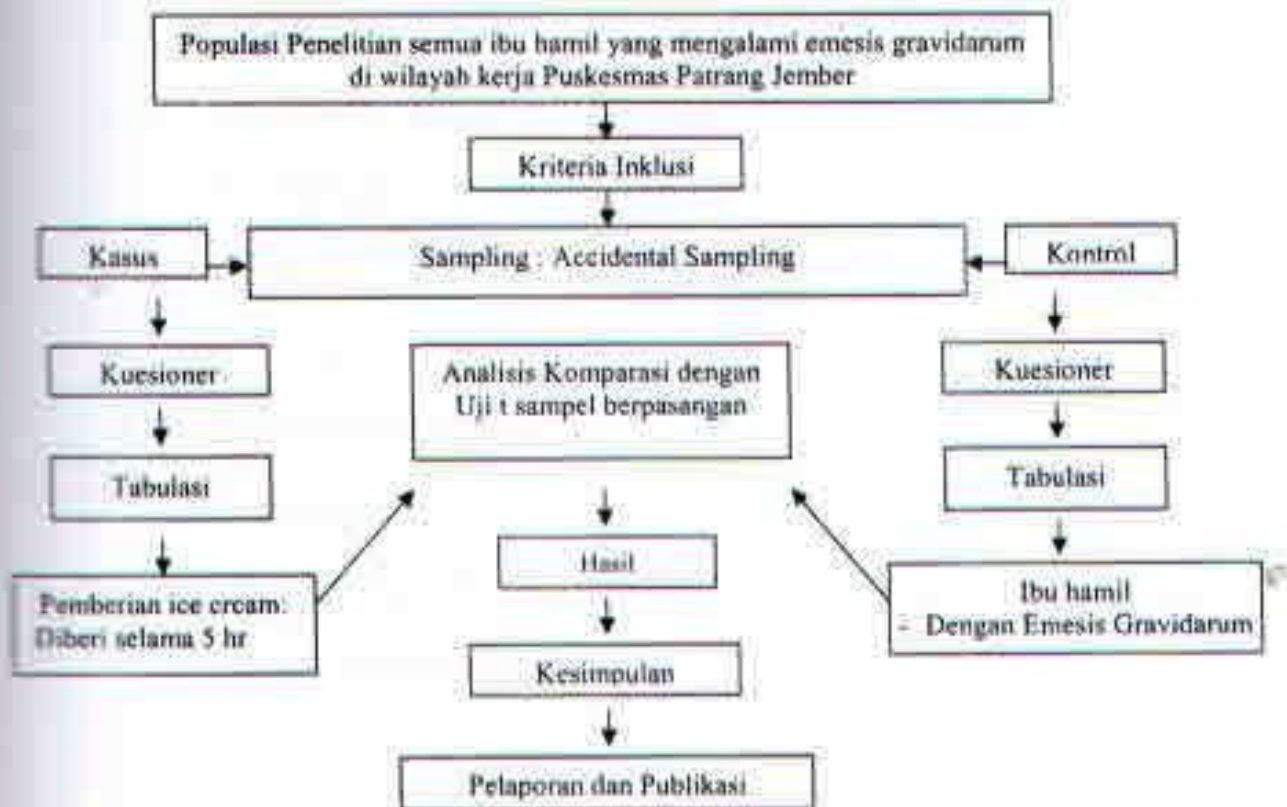 Populasi Penelitian semua ibu hamil yang mengalami emesis gravidarum
di wilayah kerja Puskesmas Patrang Jember
Kriteria Inklusi
Kasus
Sampling : Accidental Sampling
Kontrol
Kuesioner
Analisis Komparasi dengan
Uji t sampel berpasangan
Kuesioner
Tabulasi
Tabulasi
Hasil
Pemberian ice cream:
Diberi selama 5 hr
Ibu hamil
- Dengan Emesis Gravidarum
Kesimpulan
Pelaporan dan Publikasi